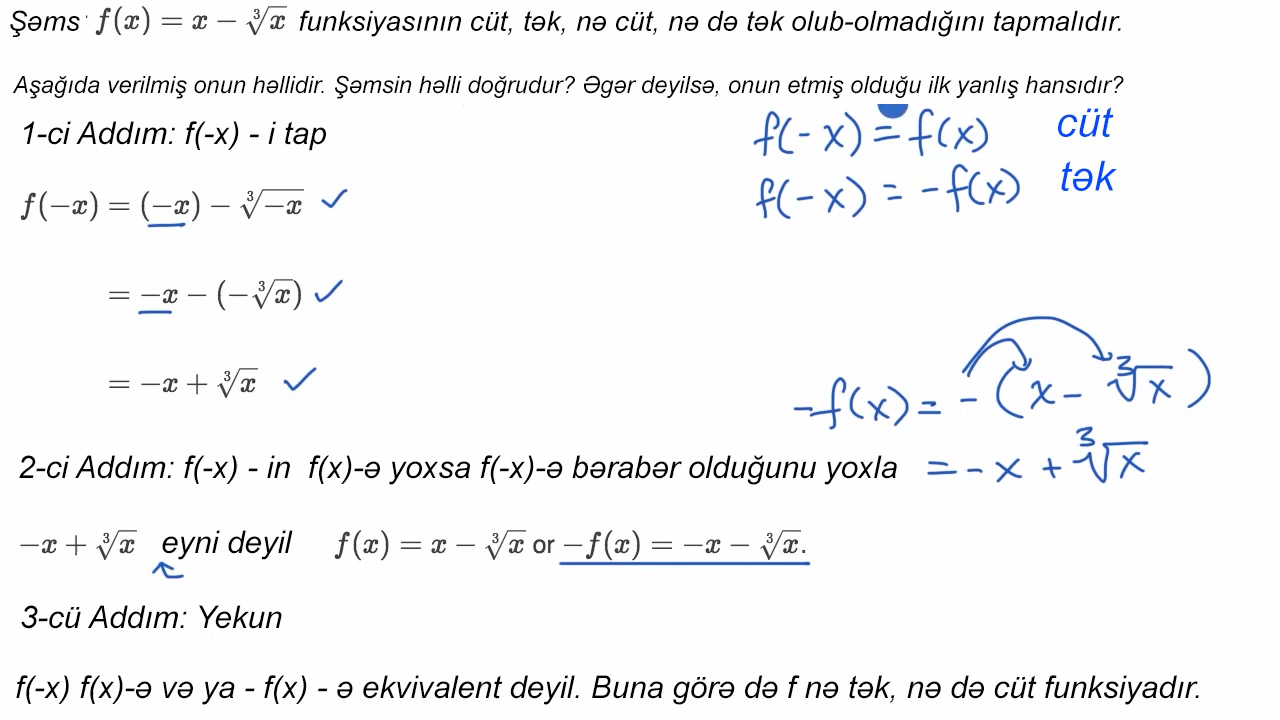 Şəms f(x) = x − ∛x funksiyasının cüt, tək, nə cüt, nə də tək olub-olmadığını tapmalıdır.
Aşağıda verilmiş onun həllidir. Şəmsin həlli doğrudur? Əgər deyilsə, onun etmiş olduğu ilk yanlış hansıdır?
1-ci Addım: f(-x) - i tap
f(-x) = f(x) cüt
f(-x) = -f(x) tək
f(−x) = (−x) − ∛−x ✓
= −x − (−∛x) ✓
= −x + ∛x ✓
-f(x) = -(x - ∛x)
= -x + ∛x
2-ci Addım: f(-x) - in f(x)-ə yoxsa f(-x)-ə bərabər olduğunu yoxla
−x + ∛x eyni deyil f(x) = x − ∛x or −f(x) = −x − ∛x.
3-cü Addım: Yekun
f(-x) f(x)-ə və ya - f(x) - ə ekvivalent deyil. Buna görə də f nə tək, nə də cüt funksiyadır.